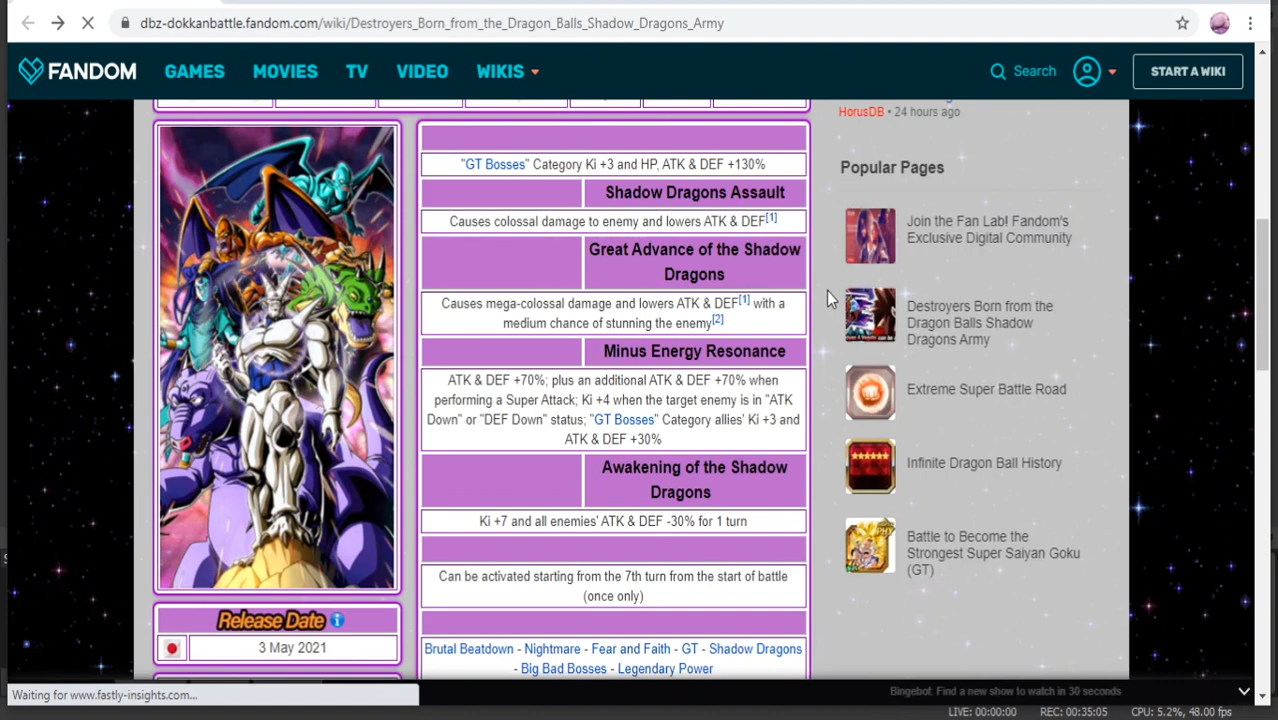 dbz-dokkanbattle.fandom.com/wiki/Destroyers_Born_from_the_Dragon_Balls_Shadow_Dragons_Army
FANDOM
GAMES
MOVIES
TV
VIDEO
WIKIS
Search
START A WIKI
HorusDB • 24 hours ago
"GT Bosses" Category Ki +3 and HP, ATK & DEF +130%
Shadow Dragons Assault
Causes colossal damage to enemy and lowers ATK & DEF[1]
Great Advance of the Shadow
Dragons
Causes mega-colossal damage and lowers ATK & DEF[1] with a
medium chance of stunning the enemy[2]
Minus Energy Resonance
ATK & DEF +70%; plus an additional ATK & DEF +70% when
performing a Super Attack; Ki +4 when the target enemy is in "ATK
Down" or "DEF Down" status; "GT Bosses" Category allies' Ki +3 and
ATK & DEF +30%
Awakening of the Shadow
Dragons
Ki +7 and all enemies' ATK & DEF -30% for 1 turn
Can be activated starting from the 7th turn from the start of battle
(once only)
Brutal Beatdown - Nightmare - Fear and Faith - GT - Shadow Dragons
- Big Bad Bosses - Legendary Power
Release Date
3 May 2021
Popular Pages
Join the Fan Lab! Fandom's
Exclusive Digital Community
Destroyers Born from the
Dragon Balls Shadow
Dragons Army
Extreme Super Battle Road
Infinite Dragon Ball History
Battle to Become the
Strongest Super Saiyan Goku
(GT)
Waiting for www.fastly-insights.com...
Bingebot: Find a new show to watch in 30 seconds
LIVE: 00:00:00
REC: 00:35:05
CPU: 5.2%, 48.00 fps